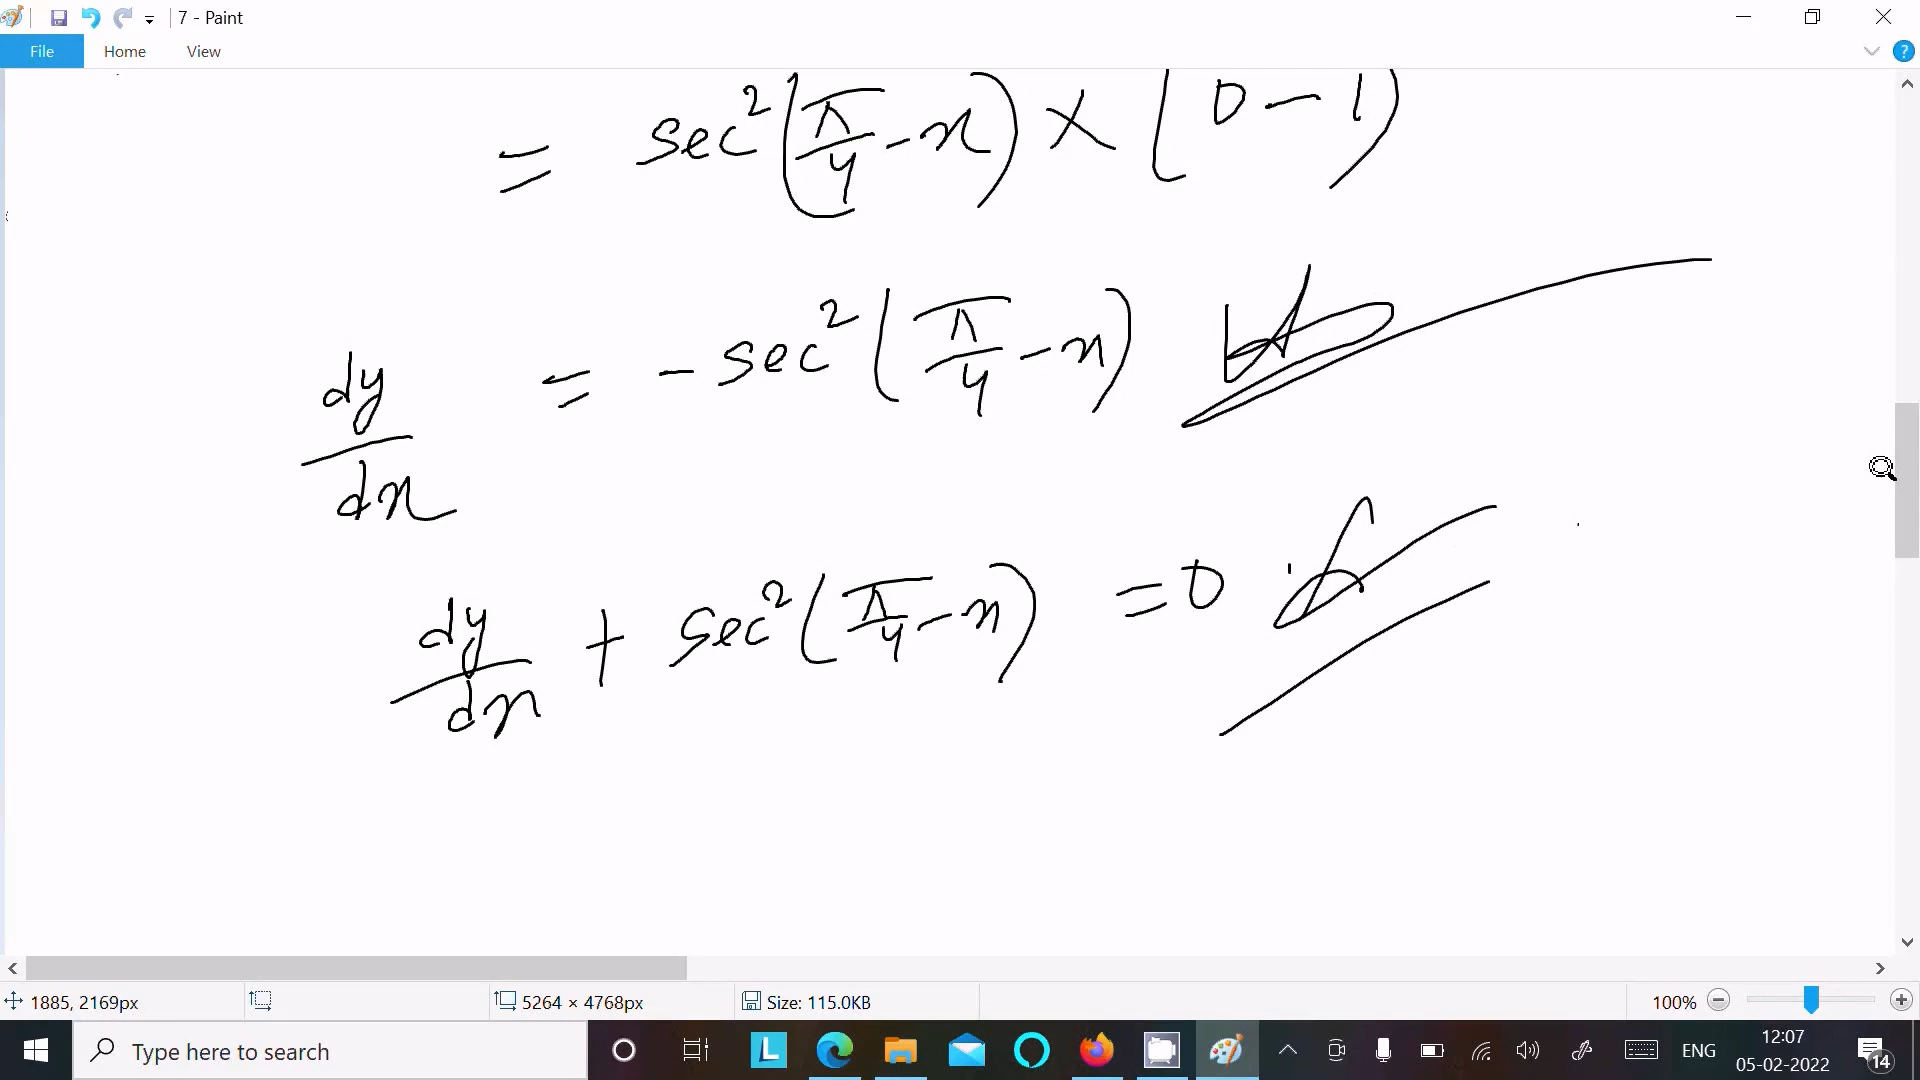 7 - Paint
File Home View
= sec²(π/4 - x) × (0 - 1)
dy/dx = - sec²(π/4 - x)
dy/dx + sec²(π/4 - x) = 0
1885, 2169px 5264 × 4768px Size: 115.0KB 100%
Type here to search ENG 12:07
05-02-2022 14